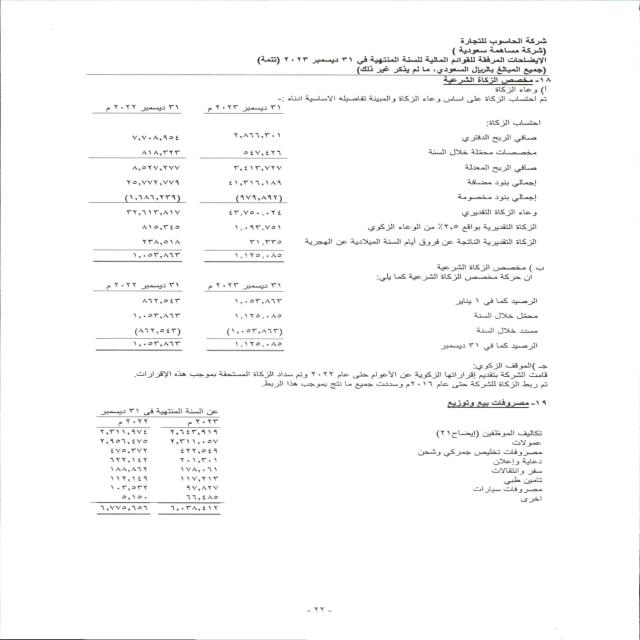 شركة الحاسوب للتجارة
(شركة مساهمة سعودية )
الإيضاحات المرفقة للقوائم المالية للسنة المنتهية في ٣١ ديسمبر ٢٠٢٣ (تتمة)
(جميع المبالغ بالريال السعودي، ما لم يذكر غير ذلك)
١٨- مخصص الزكاة الشرعية
أ) وعاء الزكاة
تم احتساب الزكاة على اساس وعاء الزكاة والمبينة تفاصيله الاساسية ادناه :-
٣١ ديسمبر ٢٠٢٣ م ٣١ ديسمبر ٢٠٢٢ م
احتساب الزكاة:
صافي الربح الدفتري ٢,٨٦٦,٣٠١ ٧,٧٠٨,٩٥٤
مخصصات محمّلة خلال السنة ٥٤٧,٤٢٦ ٨١٨,٣٢٣
صافي الربح المعدلة ٣,٤١٣,٧٢٧ ٨,٥٢٧,٢٧٧
إجمالي بنود مضافة ٤١,٣١٦,١٨٩ ٢٥,٧٧٢,٧٧٩
إجمالي بنود مخصومة (٩٧٩,٨٩٢) (١,٦٨٦,٢٣٩)
وعاء الزكاة التقديري ٤٣,٧٥٠,٠٢٤ ٣٢,٦١٣,٨١٧
الزكاة التقديرية بواقع ٢,٥٪ من الوعاء الزكوي ١,٠٩٣,٧٥١ ٨١٥,٣٤٥
الزكاة التقديرية الناتجة عن فروق أيام السنة الميلادية عن الهجرية ٣١,٣٣٥ ٢٣٨,٥١٨
١,١٢٥,٠٨٥ ١,٠٥٣,٨٦٣
ب ) مخصص الزكاة الشرعية
ان حركة مخصص الزكاة الشرعية كما يلي:
٣١ ديسمبر ٢٠٢٣ م ٣١ ديسمبر ٢٠٢٢ م
الرصيد كما في ١ يناير ١,٠٥٣,٨٦٣ ٨٦٢,٥٤٣
محمّل خلال السنة ١,١٢٥,٠٨٥ ١,٠٥٣,٨٦٣
مسدد خلال السنة (١,٠٥٣,٨٦٣) (٨٦٢,٥٤٣)
الرصيد كما في ٣١ ديسمبر ١,١٢٥,٠٨٥ ١,٠٥٣,٨٦٣
جـ) الموقف الزكوي:
قامت الشركة بتقديم إقراراتها الزكوية عن الأعوام حتى عام ٢٠٢٢ وتم سداد الزكاة المستحقة بموجب هذه الإقرارات.
تم ربط الزكاة للشركة حتى عام ٢٠١٦م وسددت جميع ما نتج بموجب هذا الربط.
١٩- مصروفات بيع وتوزيع
عن السنة المنتهية في ٣١ ديسمبر
٢٠٢٣ م ٢٠٢٢ م
تكاليف الموظفين (ايضاح٢١) ٢,٦٤٣,٩١٩ ٢,٣١١,٩٧٤
عمولات ٢,٣١١,٠٥٧ ٢,٩٥٦,٤٧٥
مصروفات تخليص جمركي وشحن ٤٢٢,٥٤٩ ٤٧٥,٣٧٢
دعاية وإعلان ٢٠١,٣٠١ ٦٢٢,١٤٢
سفر وانتقالات ١٧٨,٠٦١ ١٨٨,٨٦٢
تامين طبي ١١٧,٢١٣ ١١٢,١٤٩
مصروفات سيارات ٩٧,٨٢٧ ١٠٣,٥٣٢
اخرى ٦٦,٤٨٥ ٥,١٥٠
٦,٠٣٨,٤١٢ ٦,٧٧٥,٦٥٦
- ٢٢ -